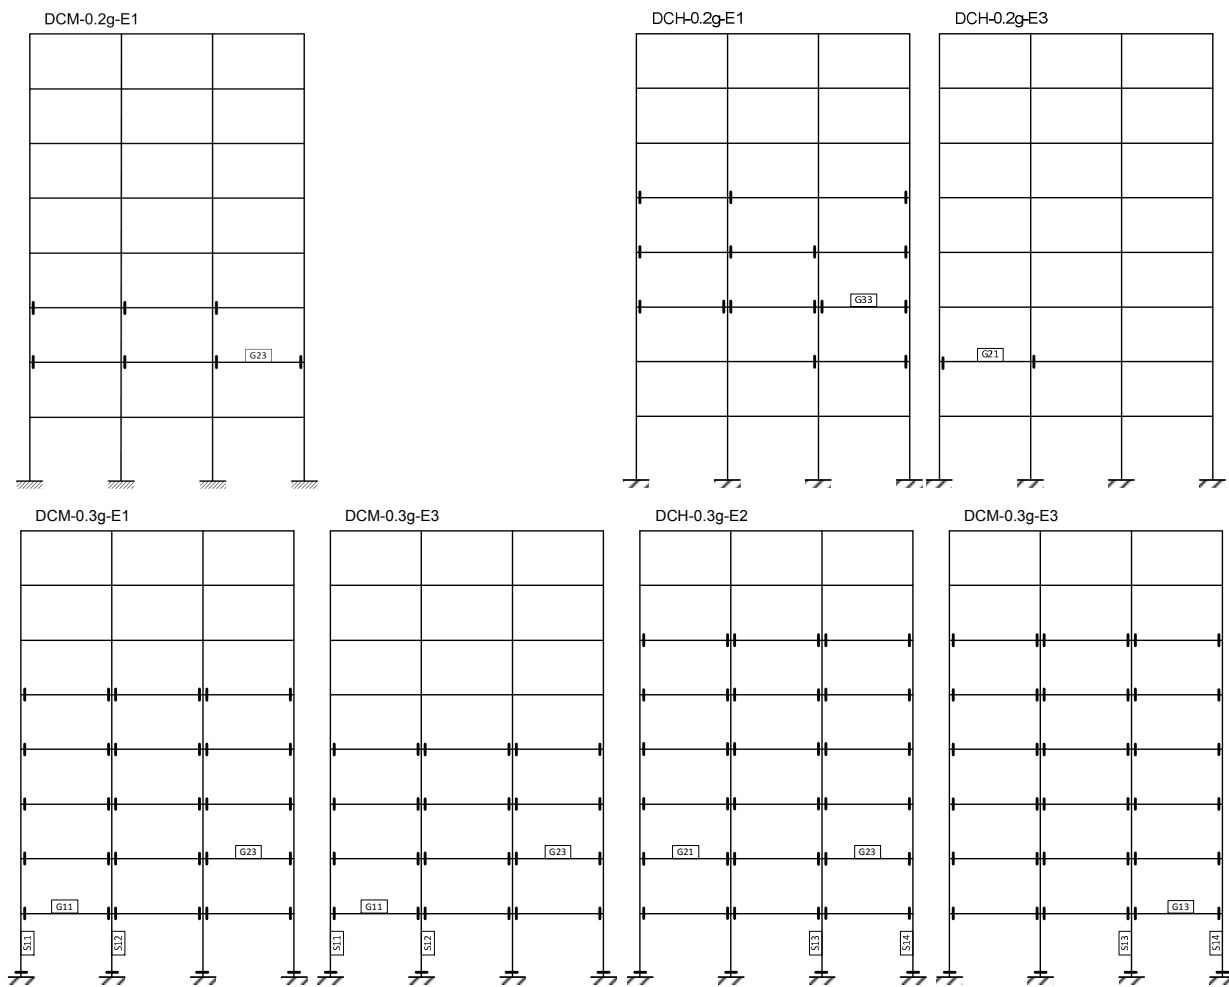 DCM-0.2g-E1
G23
DCH-0.2g-E1
G33
DCH-0.2g-E3
G21
DCM-0.3g-E1
G23
G11
S11
S12
DCM-0.3g-E3
G23
G11
S11
S12
DCH-0.3g-E2
G21
G23
S13
S14
DCM-0.3g-E3
G13
S13
S14